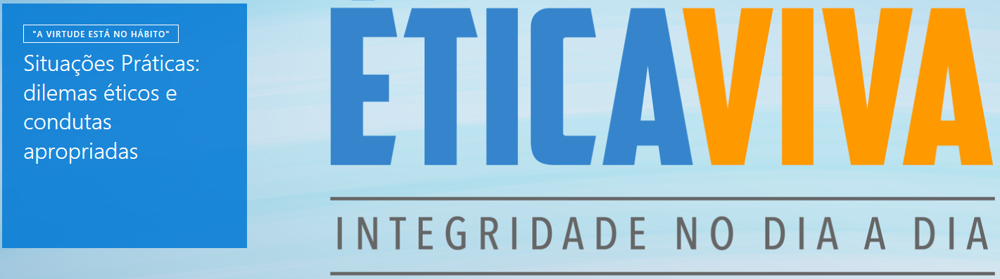 "A VIRTUDE ESTÁ NO HÁBITO"
Situações Práticas:
dilemas éticos e
condutas
apropriadas
ÉTICAVIVA
INTEGRIDADE NO DIA A DIA